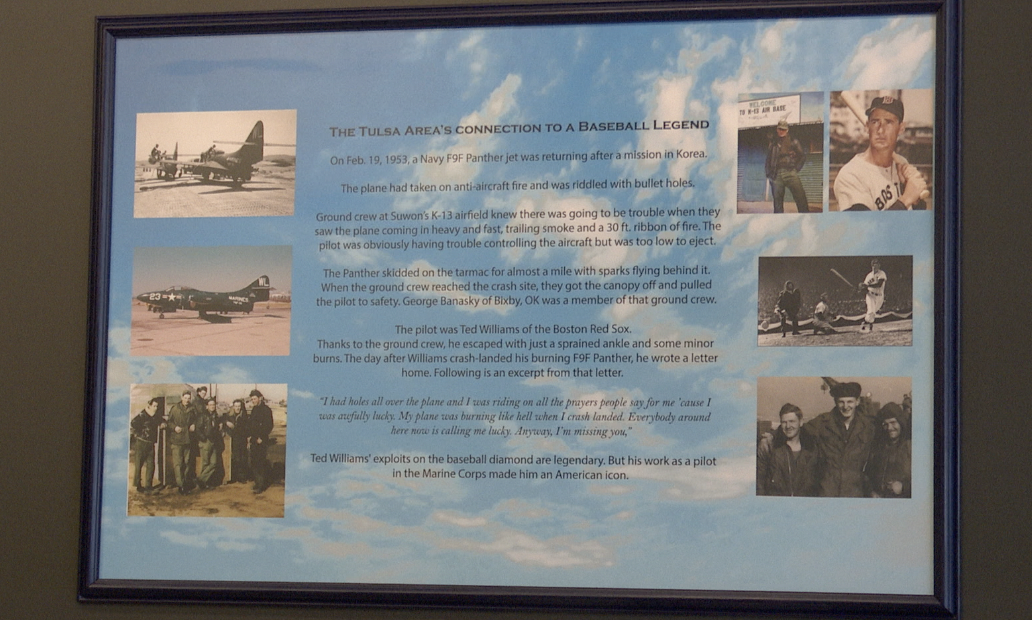 THE TULSA AREA'S CONNECTION TO A BASEBALL LEGEND
On Feb. 19, 1953, a Navy F9F Panther jet was returning after a mission in Korea.
The plane had taken on anti-aircraft fire and was riddled with bullet holes.
Ground crew at Suwon's K-13 airfield knew there was going to be trouble when they
saw the plane coming in heavy and fast, trailing smoke and a 30 ft. ribbon of fire. The
pilot was obviously having trouble controlling the aircraft but was too low to eject.
The Panther skidded on the tarmac for almost a mile with sparks flying behind it.
When the ground crew reached the crash site, they got the canopy off and pulled
the pilot to safety. George Banasky of Bixby, OK was a member of that ground crew.
The pilot was Ted Williams of the Boston Red Sox.
Thanks to the ground crew, he escaped with just a sprained ankle and some minor
burns. The day after Williams crash-landed his burning F9F Panther, he wrote a letter
home. Following is an excerpt from that letter.
"I had holes all over the plane and I was riding on all the prayers people say for me 'cause I
was awfully lucky. My plane was burning like hell when I crash landed. Everybody around
here now is calling me lucky. Anyway, I'm missing you,"
Ted Williams' exploits on the baseball diamond are legendary. But his work as a pilot
in the Marine Corps made him an American icon.
WELCOME
TO K-13 AIR BASE
BOST
23
MARINES
WL